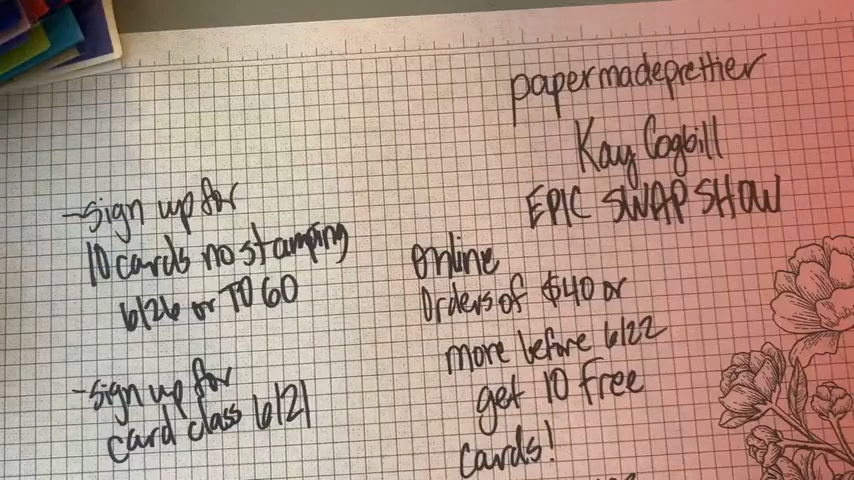 papermadeprettier
Kay Cogbill
EPIC SWAP SHOW
-sign up for
10 cards no stamping
6/26 or TO GO
-sign up for
card class 6/21
Online
Orders of $40 or
more before 6/22
get 10 free
cards!